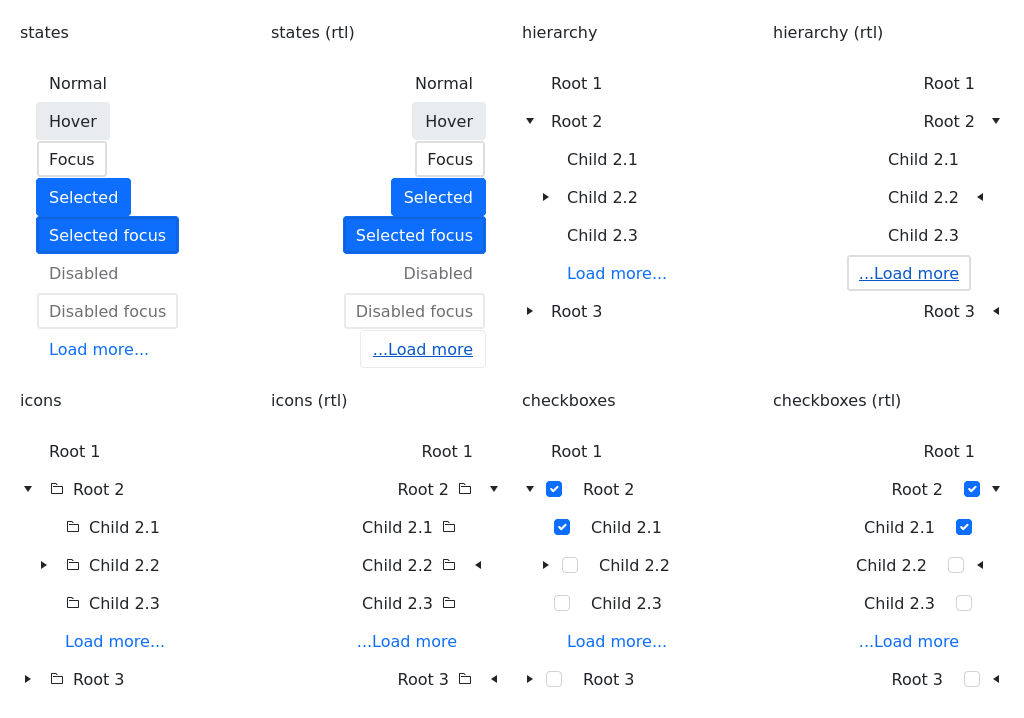 states
Normal
Hover
Focus
Selected
Selected focus
Disabled
Disabled focus
Load more...
states (rtl)
Normal
Hover
Focus
Selected
Selected focus
Disabled
Disabled focus
...Load more
hierarchy
Root 1
Root 2
Child 2.1
Child 2.2
Child 2.3
Load more...
Root 3
hierarchy (rtl)
Root 1
Root 2
Child 2.1
Child 2.2
Child 2.3
...Load more
Root 3
icons
Root 1
Root 2
Child 2.1
Child 2.2
Child 2.3
Load more...
Root 3
icons (rtl)
Root 1
Root 2
Child 2.1
Child 2.2
Child 2.3
...Load more
Root 3
checkboxes
Root 1
Root 2
Child 2.1
Child 2.2
Child 2.3
Load more...
Root 3
checkboxes (rtl)
Root 1
Root 2
Child 2.1
Child 2.2
Child 2.3
...Load more
Root 3